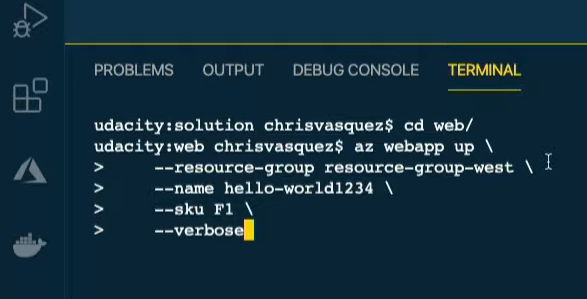 PROBLEMS OUTPUT DEBUG CONSOLE TERMINAL
udacity:solution chrisvasquez$ cd web/
udacity:web chrisvasquez$ az webapp up \
> --resource-group resource-group-west \
> --name hello-world1234 \
> --sku F1 \
> --verbose